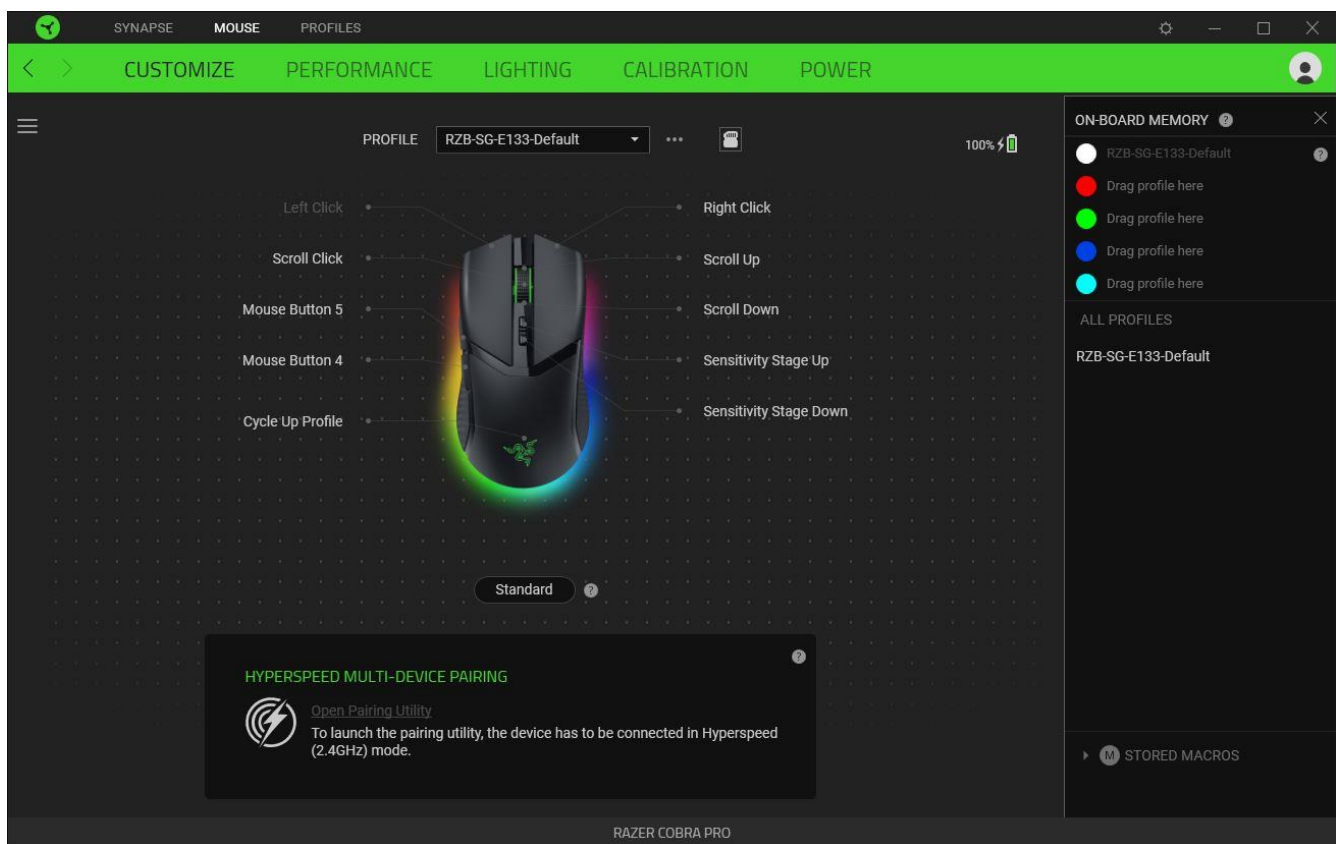 SYNAPSE MOUSE PROFILES
CUSTOMIZE PERFORMANCE LIGHTING CALIBRATION POWER
PROFILE RZB-SG-E133-Default
100%
Left Click
Scroll Click
Mouse Button 5
Mouse Button 4
Cycle Up Profile
Right Click
Scroll Up
Scroll Down
Sensitivity Stage Up
Sensitivity Stage Down
Standard ?
?
HYPERSPEED MULTI-DEVICE PAIRING
Open Pairing Utility
To launch the pairing utility, the device has to be connected in Hyperspeed
(2.4GHz) mode.
ON-BOARD MEMORY ?
RZB-SG-E133-Default ?
Drag profile here
Drag profile here
Drag profile here
Drag profile here
ALL PROFILES
RZB-SG-E133-Default
M STORED MACROS
RAZER COBRA PRO